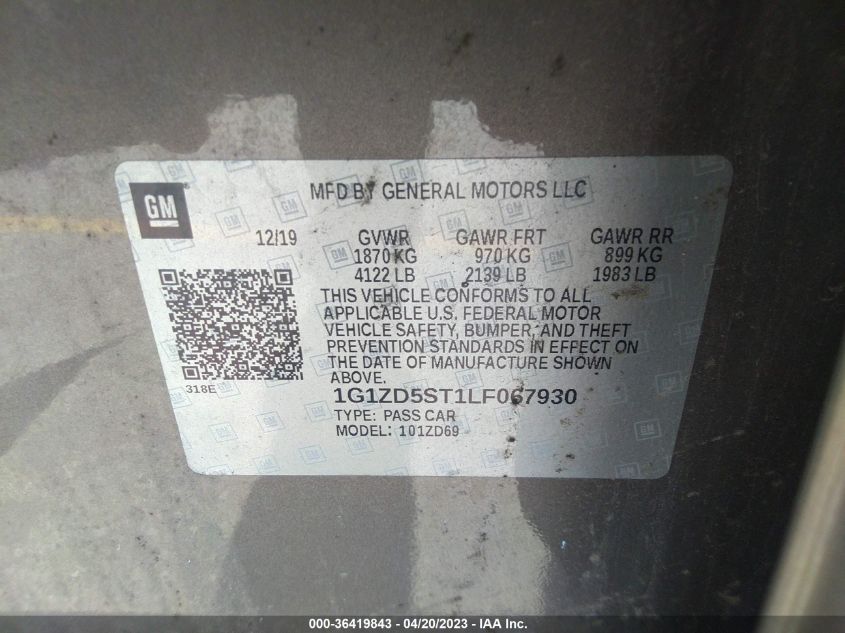 GM
MFD BY GENERAL MOTORS LLC
12/19 GVWR GAWR FRT GAWR RR
1870 KG 970 KG 899 KG
4122 LB 2139 LB 1983 LB
THIS VEHICLE CONFORMS TO ALL
APPLICABLE U.S. FEDERAL MOTOR
VEHICLE SAFETY, BUMPER, AND THEFT
PREVENTION STANDARDS IN EFFECT ON
THE DATE OF MANUFACTURE SHOWN
ABOVE.
318E
1G1ZD5ST1LF067930
TYPE: PASS CAR
MODEL: 101ZD69
000-36419843 - 04/20/2023 - IAA Inc.